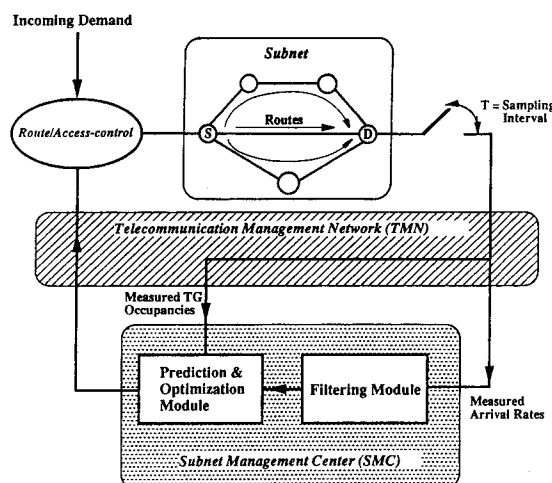 Incoming Demand
Subnet
Route/Access-control
S
Routes
D
T = Sampling
Interval
Telecommunication Management Network (TMN)
Measured TG
Occupancies
Prediction &
Optimization
Module
Filtering Module
Measured
Arrival Rates
Subnet Management Center (SMC)